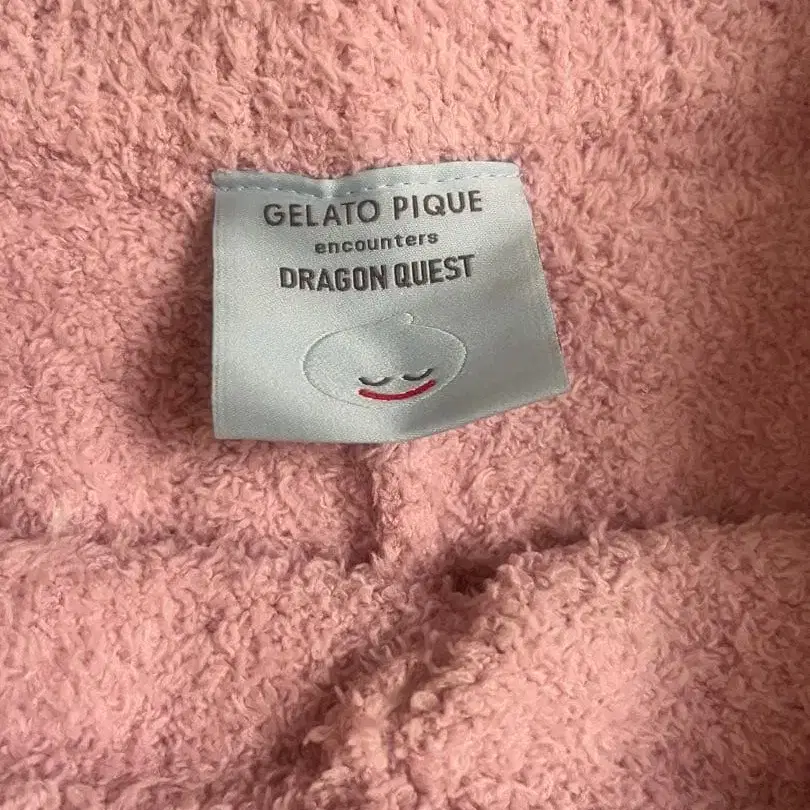 GELATO PIQUE
encounters
DRAGON QUEST